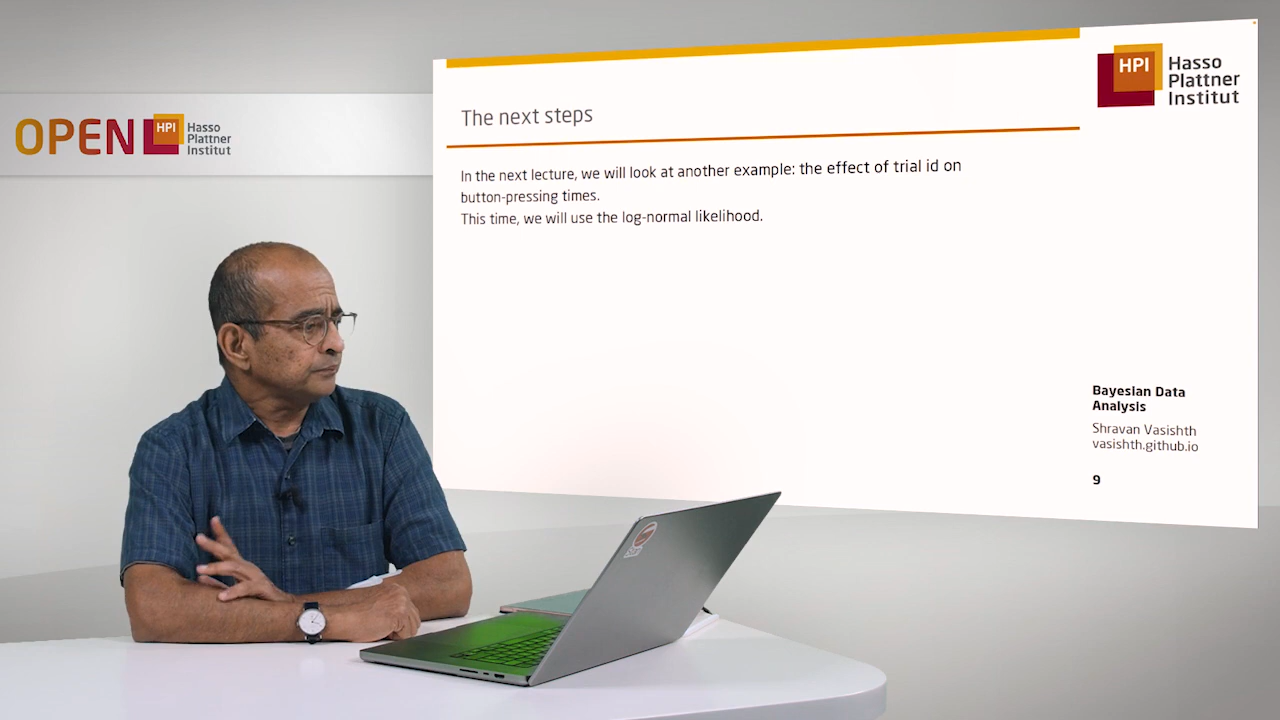 OPEN HPI Hasso
Plattner
Institut
The next steps
In the next lecture, we will look at another example: the effect of trial id on
button-pressing times.
This time, we will use the log-normal likelihood.
HPI Hasso
Plattner
Institut
Bayesian Data
Analysis
Shravan Vasishth
vasishth.github.io
9